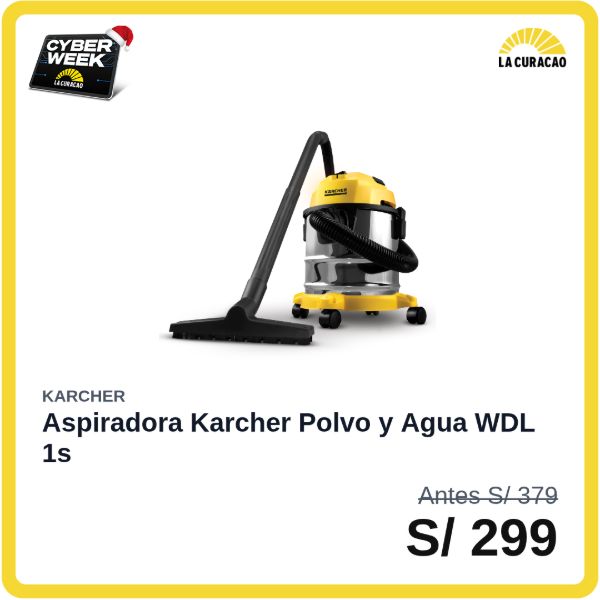 CYBER
WEEK
LA CURACAO
LA CURACAO
KARCHER
KARCHER
Aspiradora Karcher Polvo y Agua WDL
1s
Antes S/ 379
S/ 299